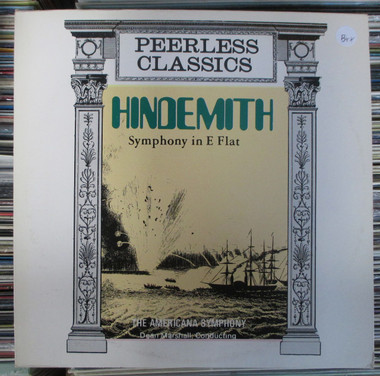 PEERLESS
CLASSICS
HINDEMITH
Symphony in E Flat
THE AMERICANA SYMPHONY
Dean Marshall, Conducting